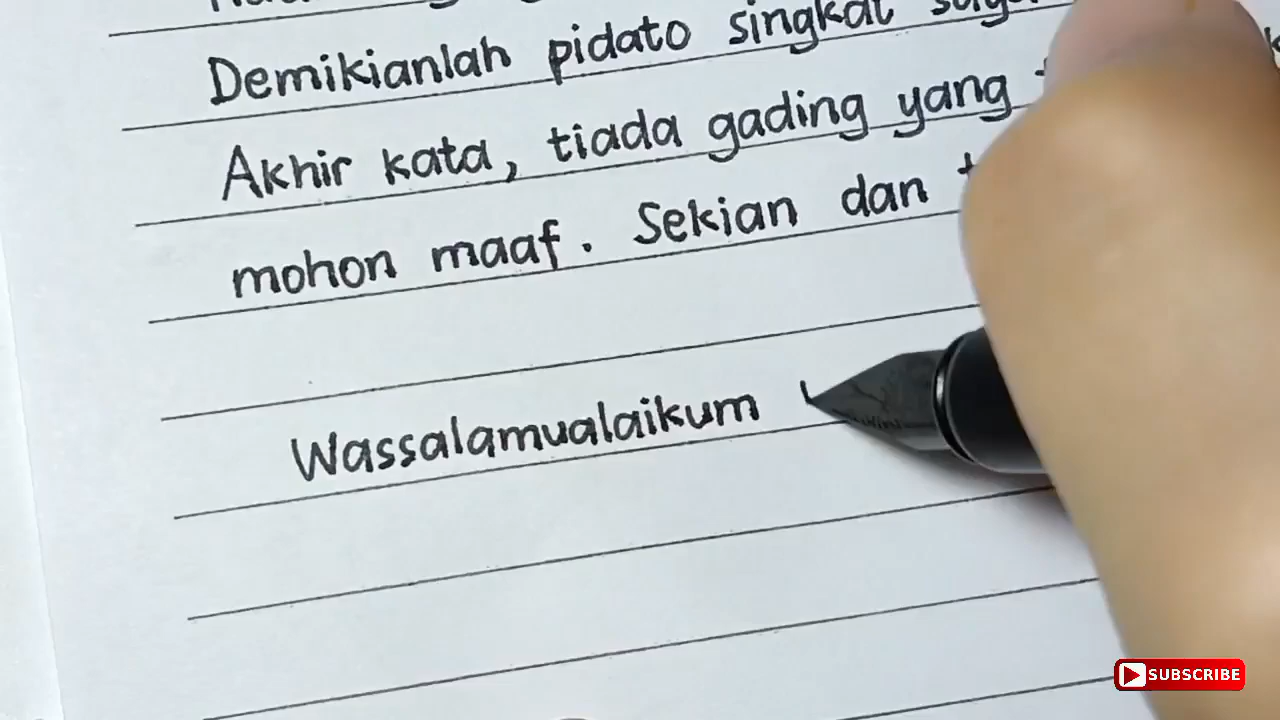 Demikianlah pidato singkat
Akhir kata, tiada gading yang
mohon maaf. Sekian dan
Wassalamualaikum
SUBSCRIBE